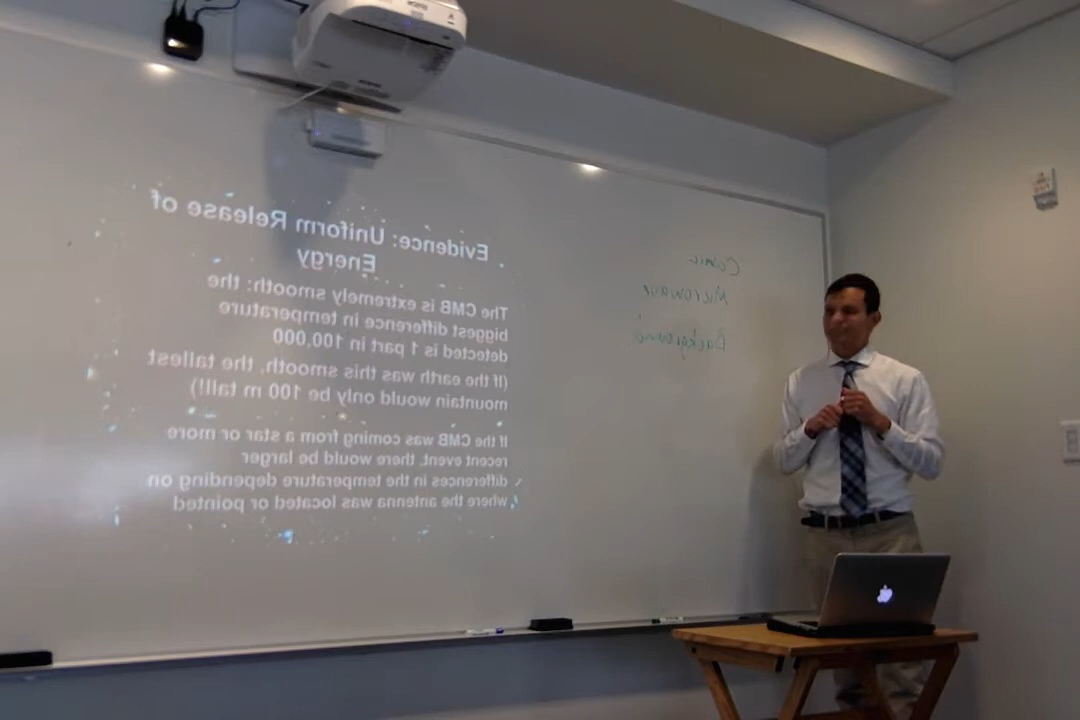 Evidence: Uniform Release of
Energy
The CMB is extremely smooth: the
biggest difference in temperature
detected is 1 part in 100,000
(If the earth was this smooth, the tallest
mountain would only be 100 m tall!!)
If the CMB was coming from a star or more
recent event, there would be larger
differences in the temperature depending on
where the antenna was located or pointed
Microwave
Background